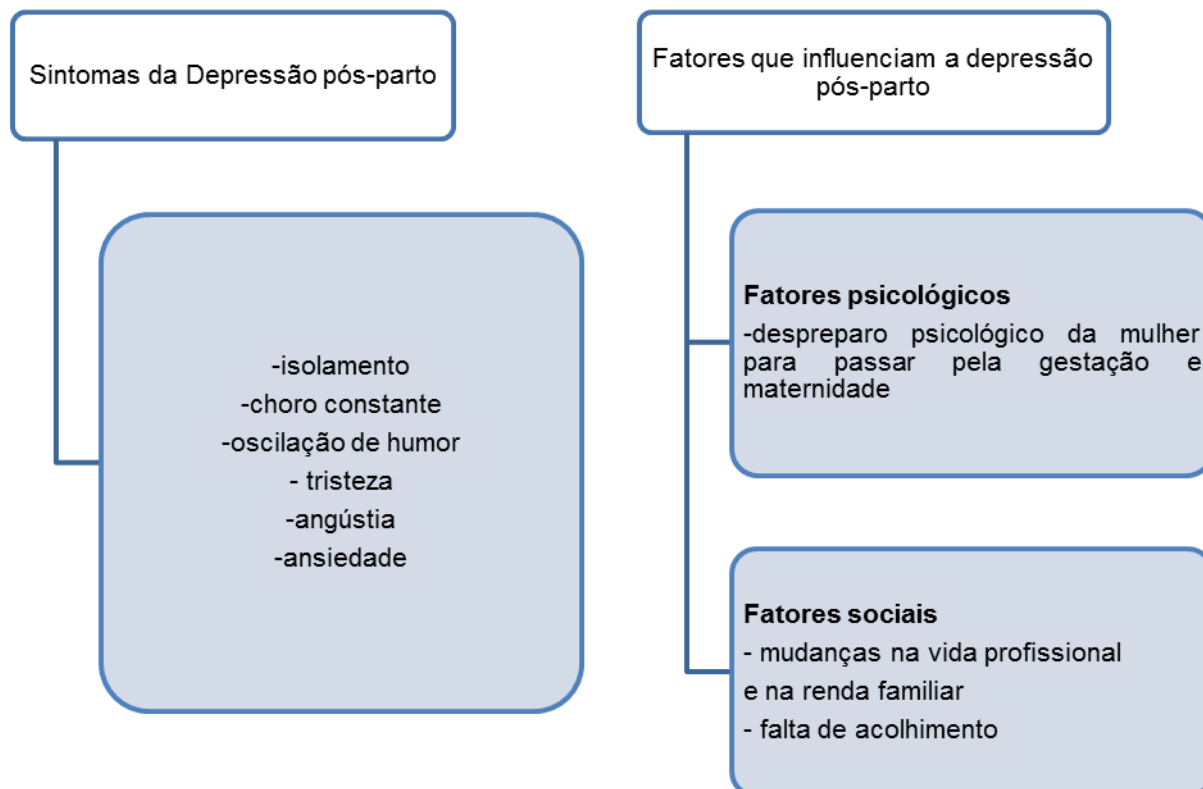 Sintomas da Depressão pós-parto
-isolamento
-choro constante
-oscilação de humor
- tristeza
-angústia
-ansiedade
Fatores que influenciam a depressão
pós-parto
Fatores psicológicos
-despreparo psicológico da mulher
para passar pela gestação e
maternidade
Fatores sociais
- mudanças na vida profissional
e na renda familiar
- falta de acolhimento